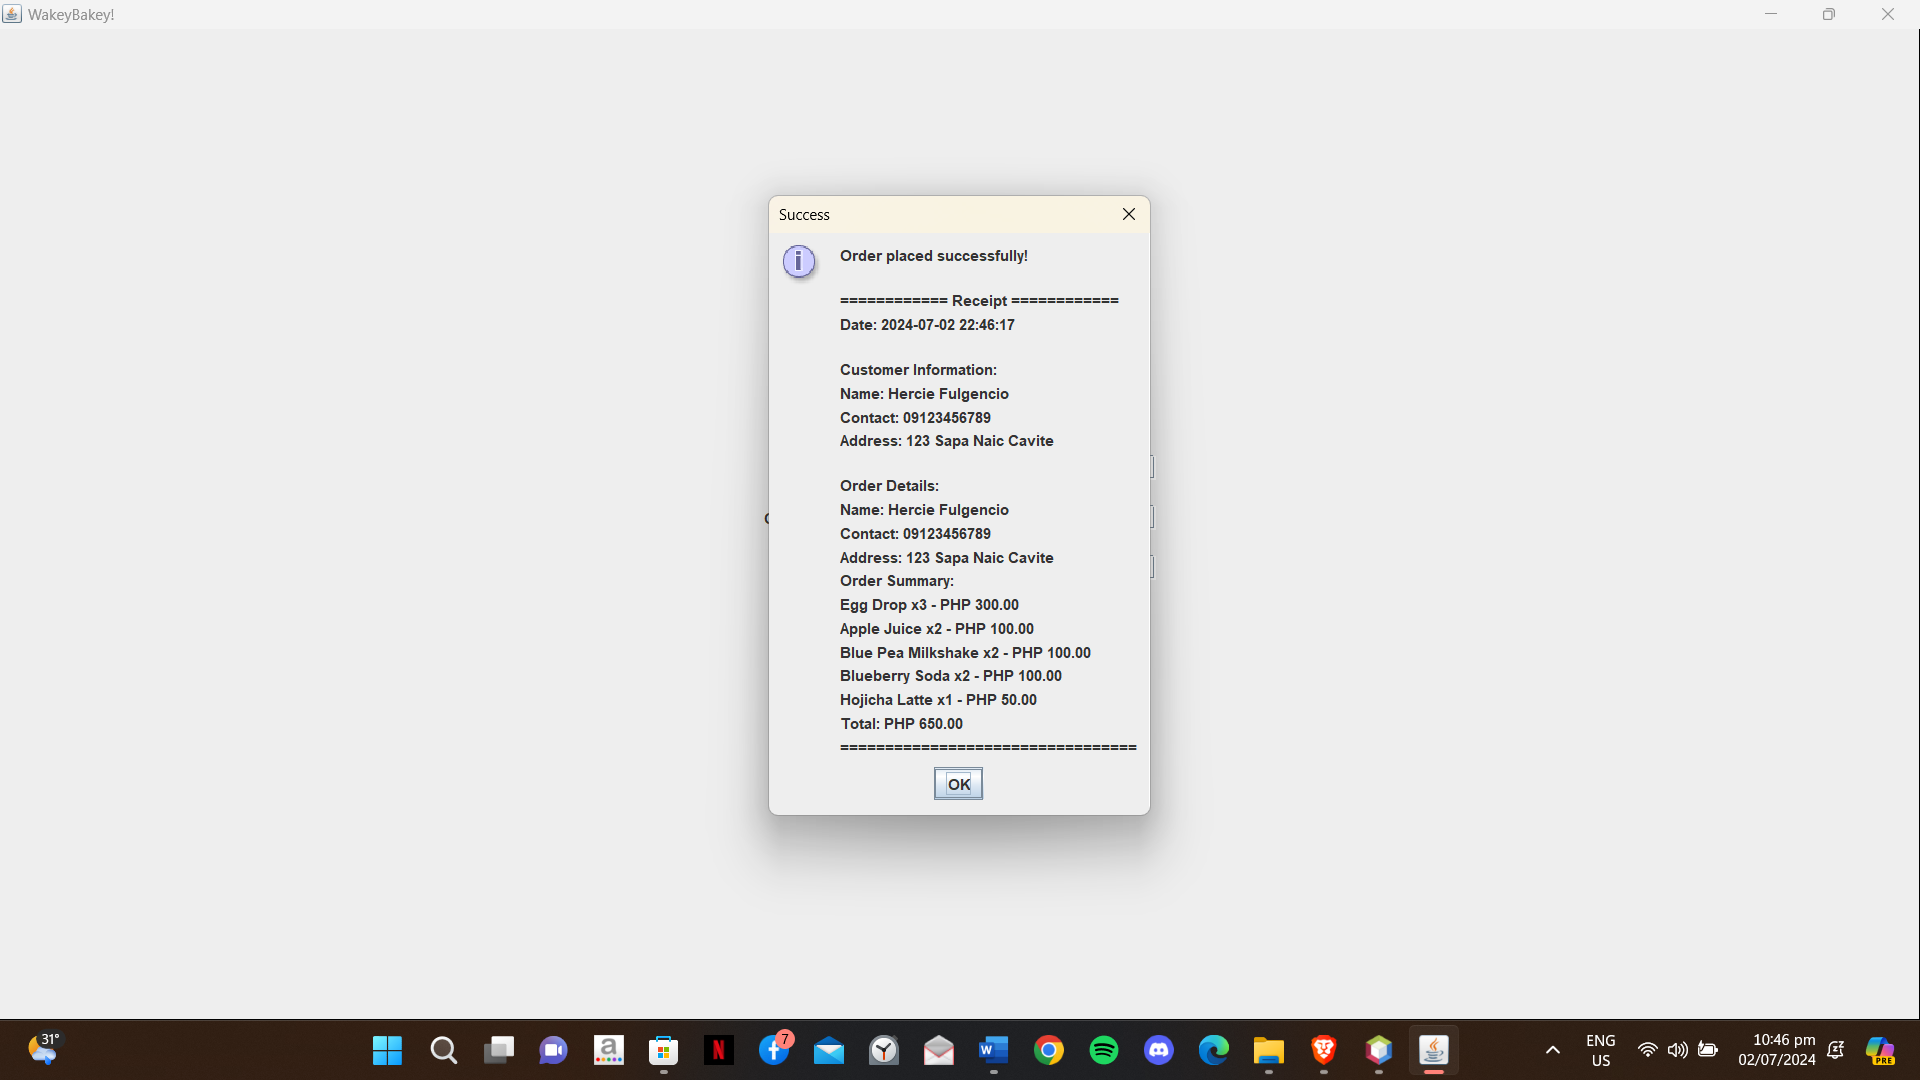 WakeyBakey!
Success
Order placed successfully!
============ Receipt ============
Date: 2024-07-02 22:46:17
Customer Information:
Name: Hercie Fulgencio
Contact: 09123456789
Address: 123 Sapa Naic Cavite
Order Details:
Name: Hercie Fulgencio
Contact: 09123456789
Address: 123 Sapa Naic Cavite
Order Summary:
Egg Drop x3 - PHP 300.00
Apple Juice x2 - PHP 100.00
Blue Pea Milkshake x2 - PHP 100.00
Blueberry Soda x2 - PHP 100.00
Hojicha Latte x1 - PHP 50.00
Total: PHP 650.00
=================================
OK
31°
7
ENG
US
10:46 pm
02/07/2024
PRE